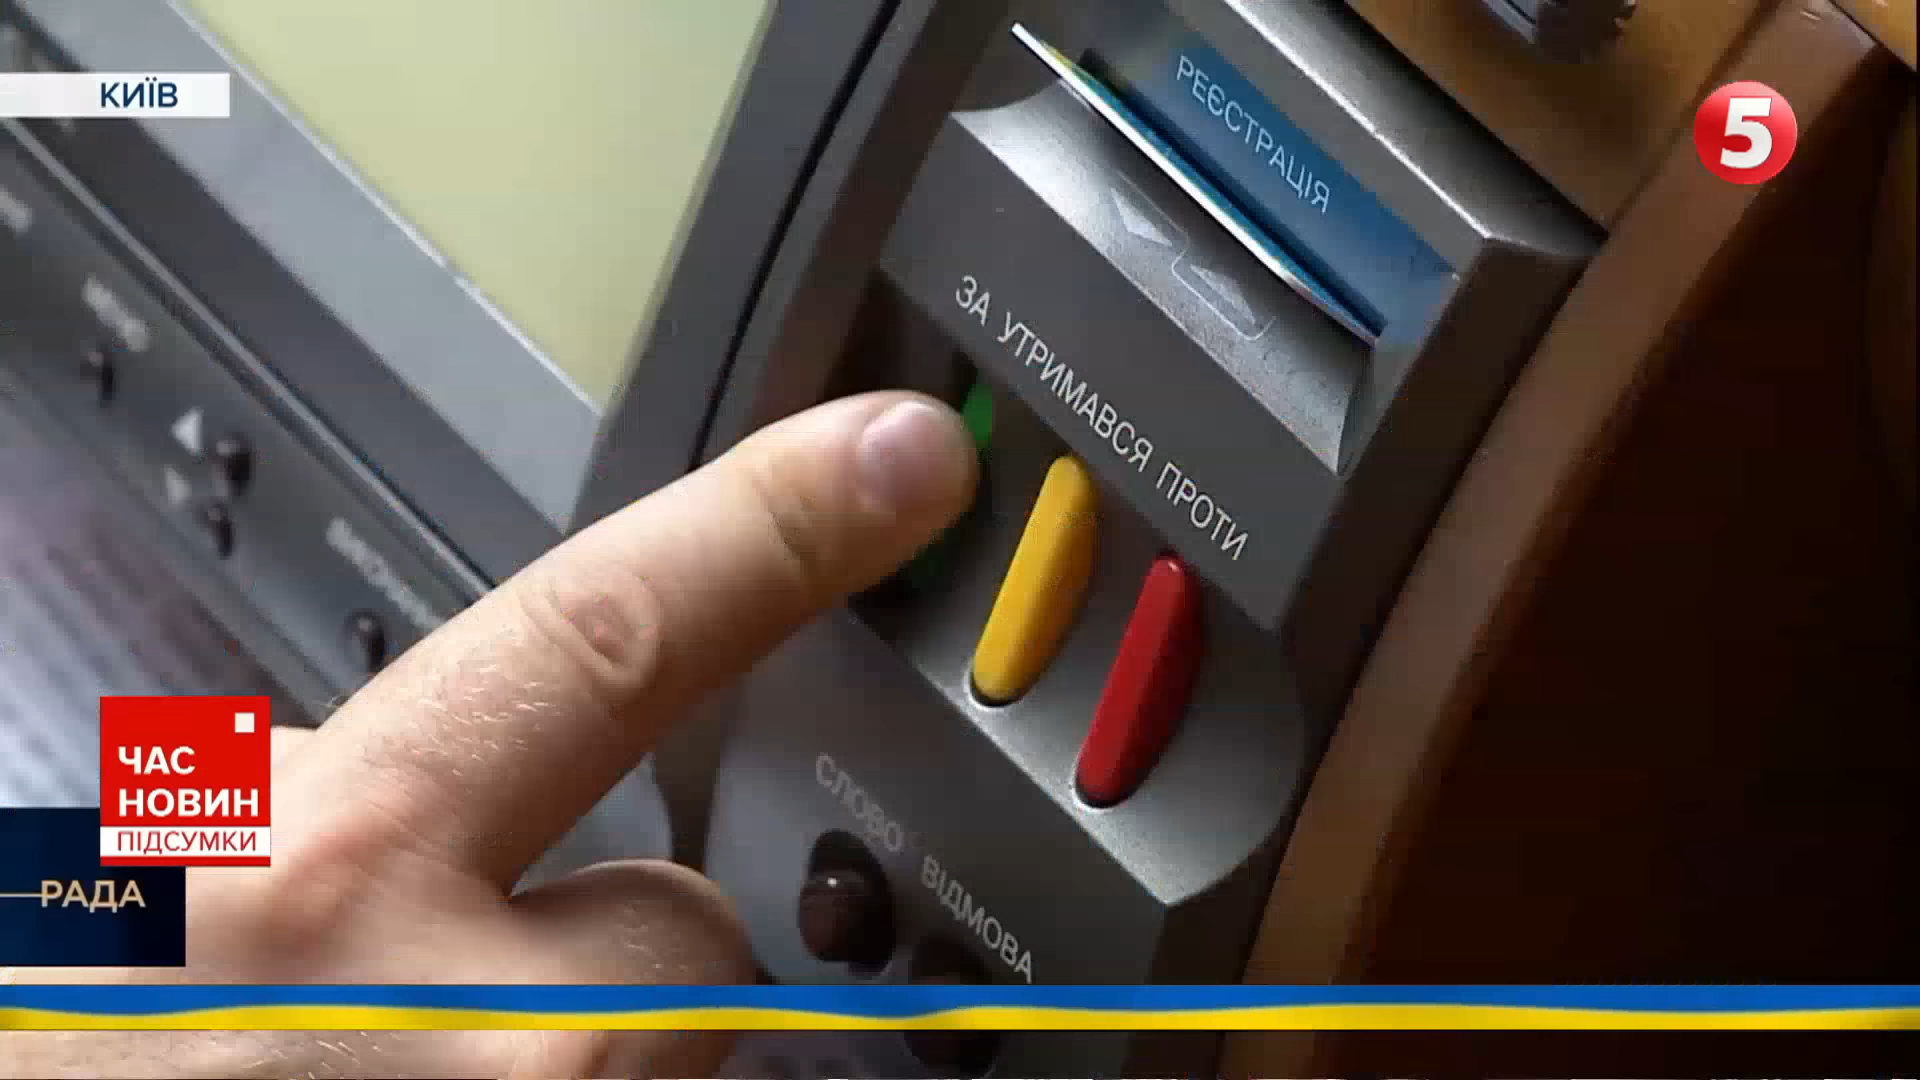 КИЇВ
5
РЕЄСТРАЦІЯ
ЗА УТРИМАВСЯ ПРОТИ
СЛОВО ВІДМОВА
ЧАС
НОВИН
ПІДСУМКИ
РАДА